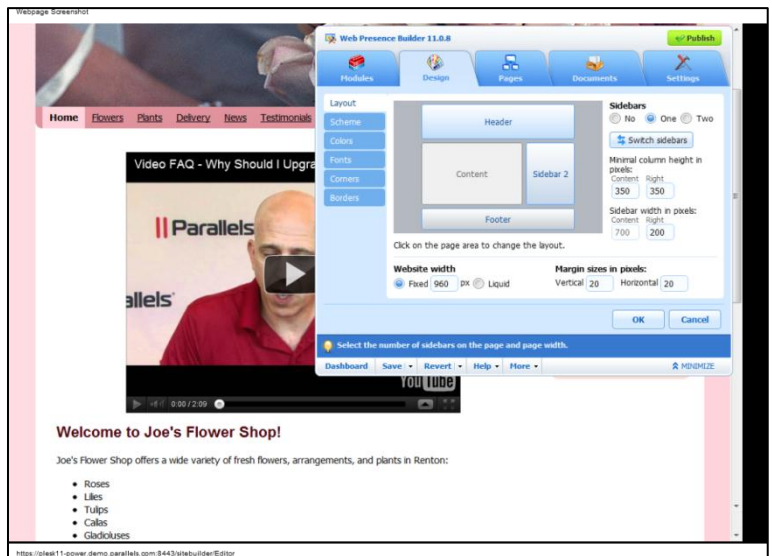 Webpage Screenshot
Web Presence Builder 11.0.8
Publish
Modules
Design
Pages
Documents
Settings
Home Flowers Plants Delivery News Testimonials
Layout
Scheme
Colors
Fonts
Corners
Borders
Header
Content
Sidebar 2
Footer
Click on the page area to change the layout.
Sidebars
No One Two
Switch sidebars
Minimal column height in
pixels:
Content Right
350 350
Sidebar width in pixels:
Content Right
700 200
Website width
Fixed 960 px Liquid
Margin sizes in pixels:
Vertical 20 Horizontal 20
OK Cancel
Select the number of sidebars on the page and page width.
Dashboard Save Revert Help More MINIMIZE
Video FAQ - Why Should I Upgra
Parallels
allels
You Tube
0:00 / 2:09
Welcome to Joe's Flower Shop!
Joe's Flower Shop offers a wide variety of fresh flowers, arrangements, and plants in Renton:
Roses
Lilies
Tulips
Callas
Gladioluses
https://plesk11-power.demo.parallels.com:8443/sitebuilder/Editor